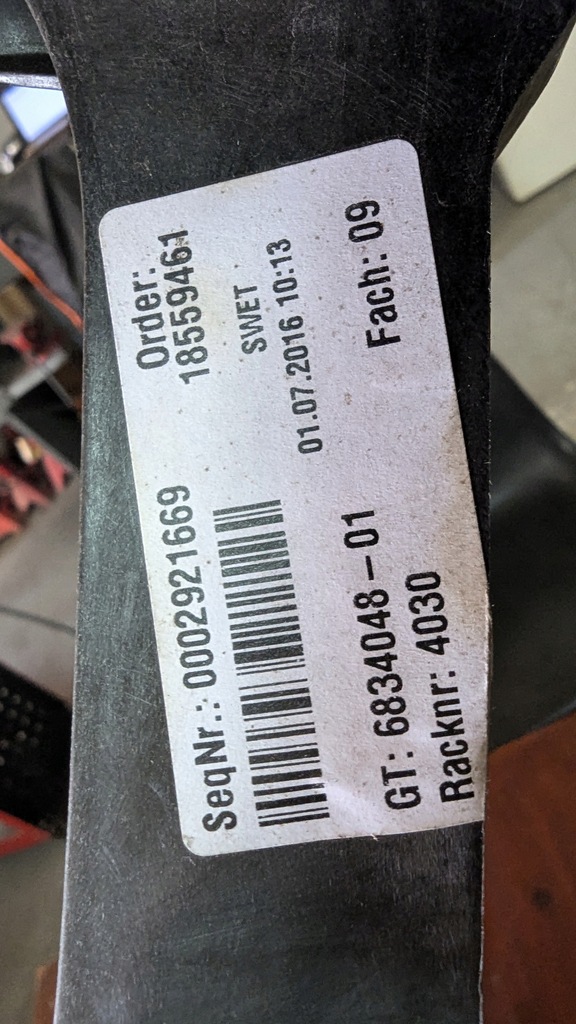 SeqNr.: 0002921669
Order:
18559461
SWET
01.07.2016 10:13
GT: 6834048-01
Fach: 09
Racknr: 4030